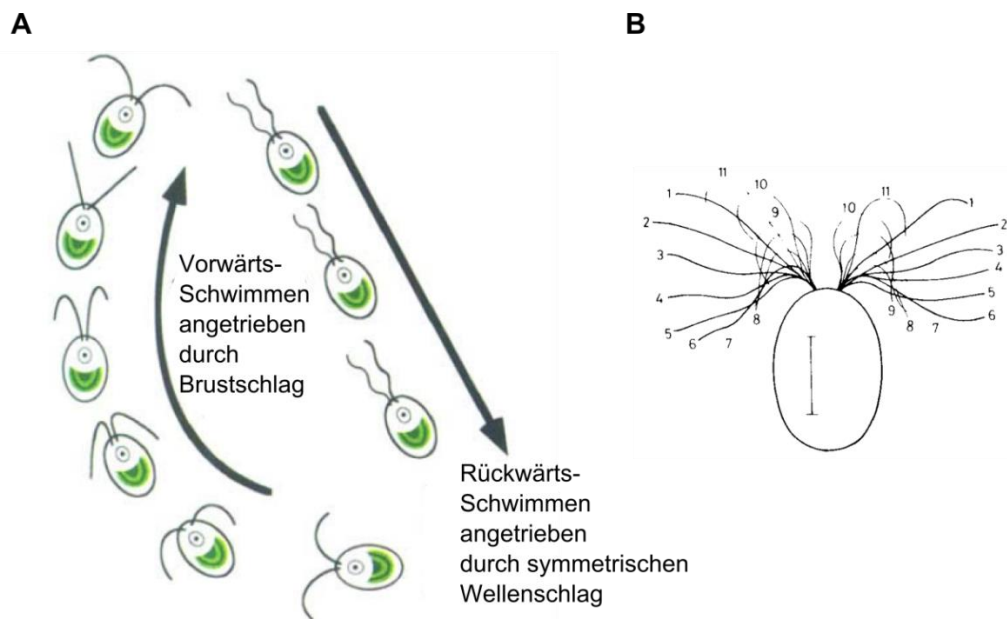 A
B
Vorwärts-
Schwimmen
angetrieben
durch
Brustschlag
Rückwärts-
Schwimmen
angetrieben
durch symmetrischen
Wellenschlag
11
10
9
1
2
3
4
5
6
7
8
11
10
1
2
3
4
5
6
7
8
9